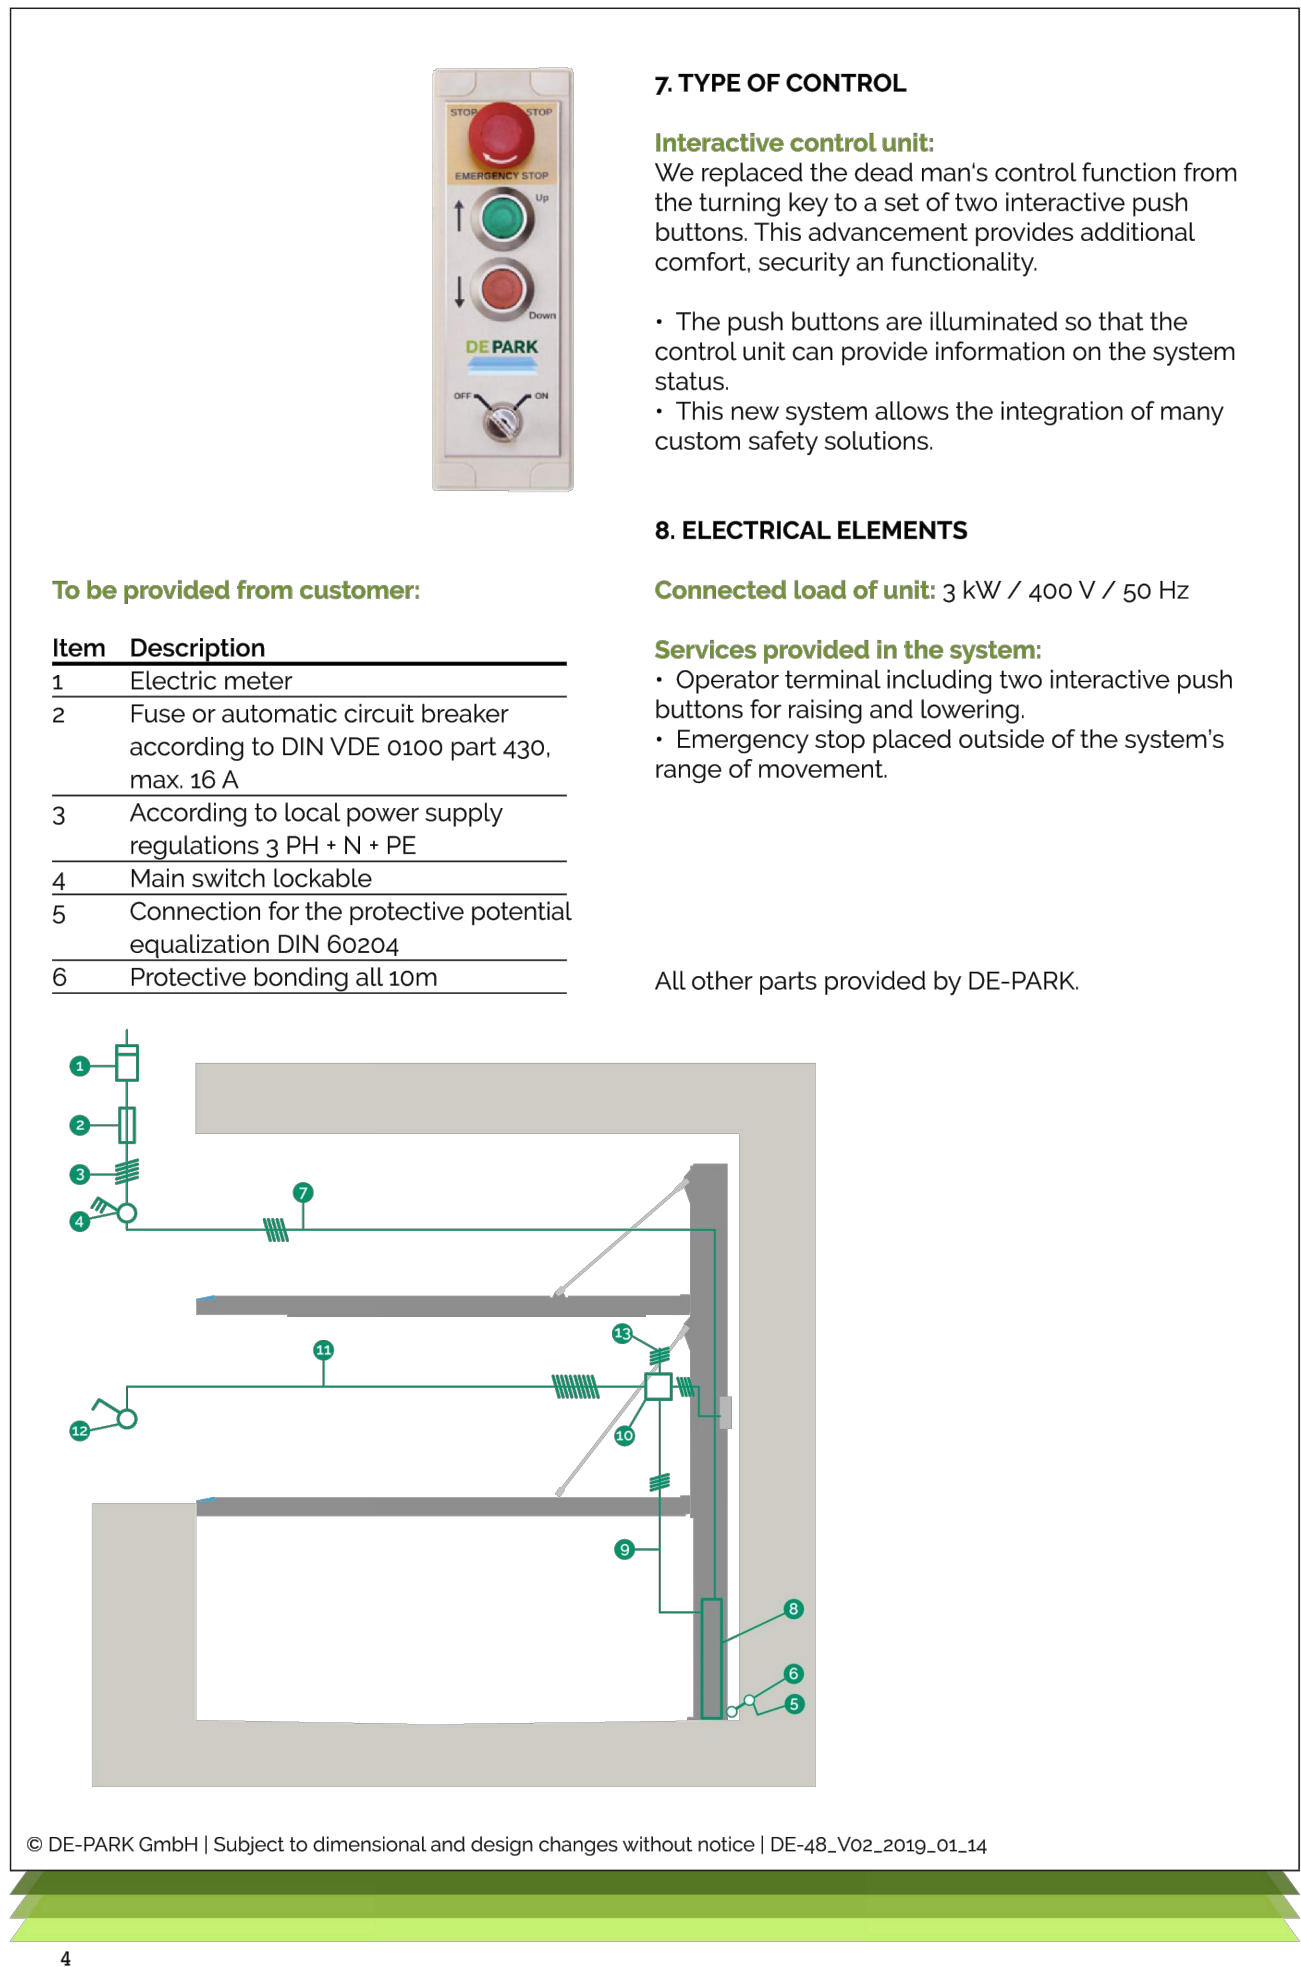 STOP STOP
EMERGENCY STOP
Up
Down
DE PARK
OFF ON
7. TYPE OF CONTROL
Interactive control unit:
We replaced the dead man‘s control function from
the turning key to a set of two interactive push
buttons. This advancement provides additional
comfort, security an functionality.
• The push buttons are illuminated so that the
control unit can provide information on the system
status.
• This new system allows the integration of many
custom safety solutions.
8. ELECTRICAL ELEMENTS
Connected load of unit: 3 kW / 400 V / 50 Hz
Services provided in the system:
• Operator terminal including two interactive push
buttons for raising and lowering.
• Emergency stop placed outside of the system’s
range of movement.
All other parts provided by DE-PARK.
To be provided from customer:
Item Description
1 Electric meter
2 Fuse or automatic circuit breaker
according to DIN VDE 0100 part 430,
max. 16 A
3 According to local power supply
regulations 3 PH + N + PE
4 Main switch lockable
5 Connection for the protective potential
equalization DIN 60204
6 Protective bonding all 10m
1
2
3
4
7
13
11
12
10
9
8
6
5
© DE-PARK GmbH | Subject to dimensional and design changes without notice | DE-48_V02_2019_01_14
4